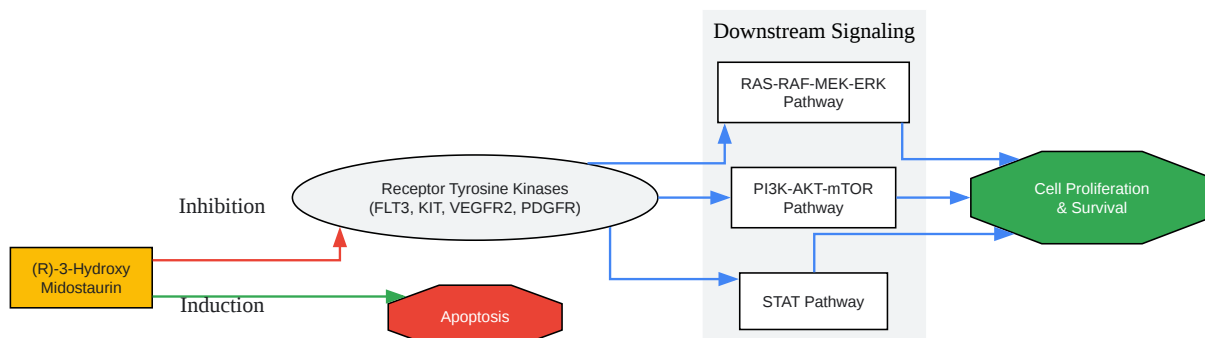 Downstream Signaling
RAS-RAF-MEK-ERK
Pathway
Receptor Tyrosine Kinases
(FLT3, KIT, VEGFR2, PDGFR)
PI3K-AKT-mTOR
Pathway
Cell Proliferation
& Survival
Inhibition
(R)-3-Hydroxy
Midostaurin
Induction
Apoptosis
STAT Pathway